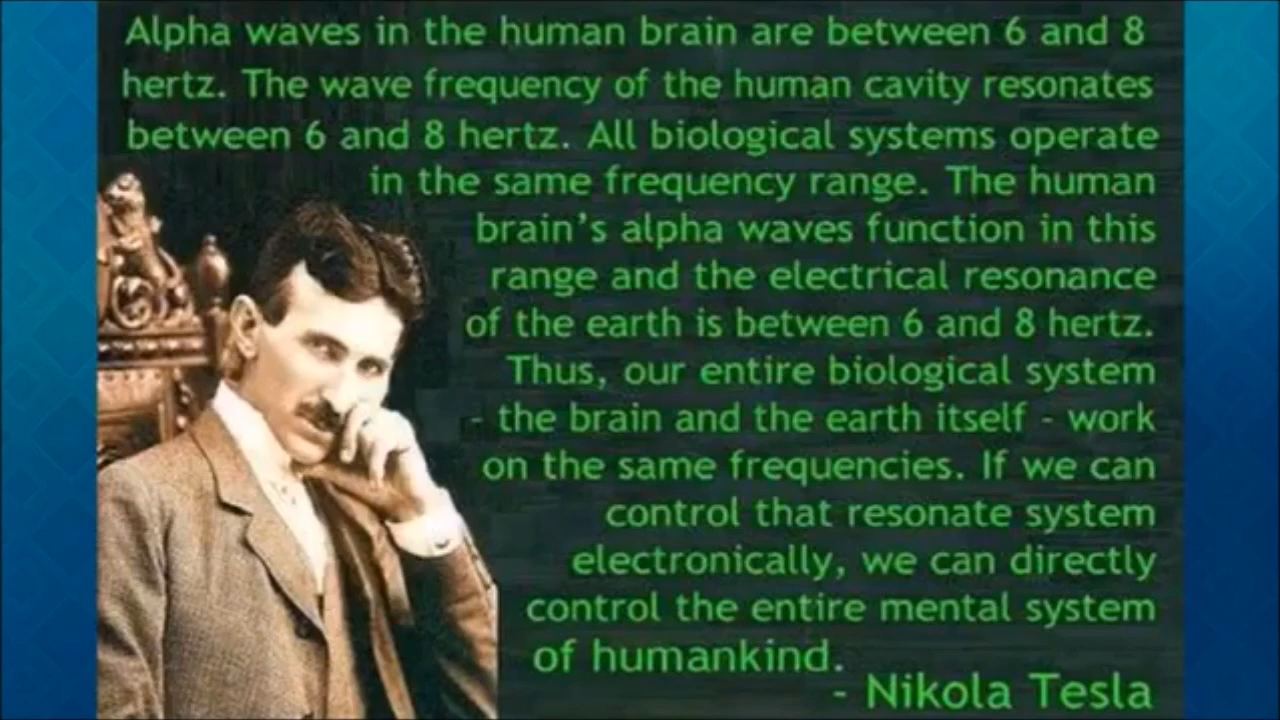 Alpha waves in the human brain are between 6 and 8
hertz. The wave frequency of the human cavity resonates
between 6 and 8 hertz. All biological systems operate
in the same frequency range. The human
brain's alpha waves function in this
range and the electrical resonance
of the earth is between 6 and 8 hertz.
Thus, our entire biological system
- the brain and the earth itself - work
on the same frequencies. If we can
control that resonate system
electronically, we can directly
control the entire mental system
of humankind.
- Nikola Tesla